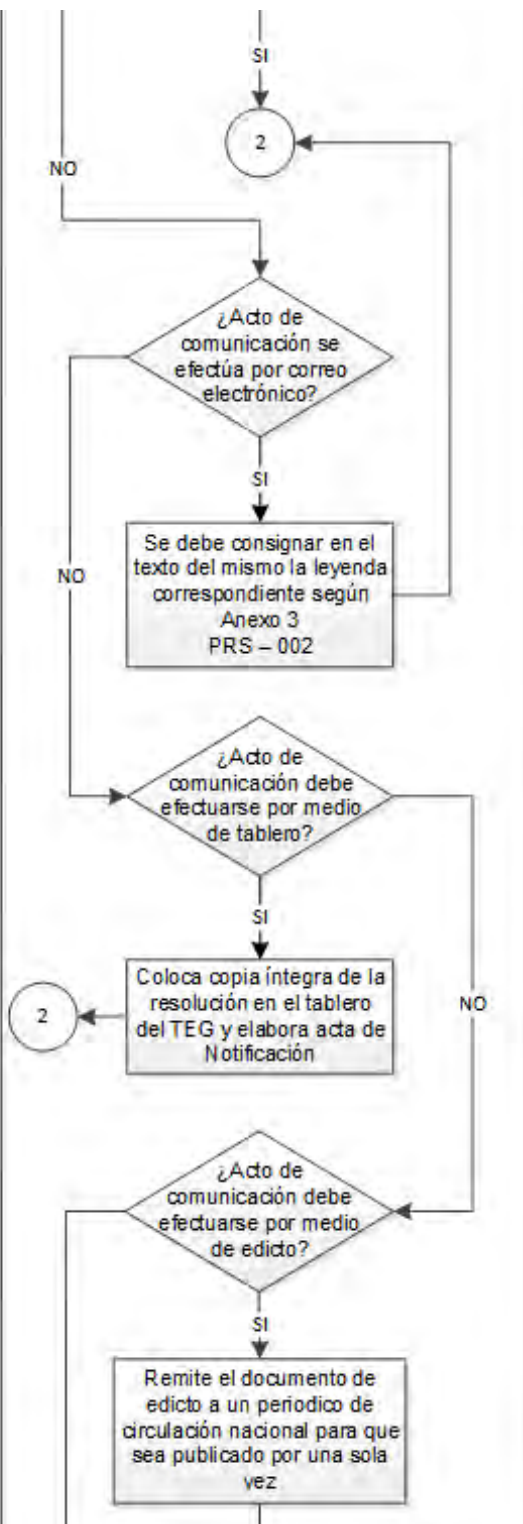 SI
2
NO
¿Acto de
comunicación se
efectúa por correo
electrónico?
SI
Se debe consignar en el
texto del mismo la leyenda
correspondiente según
Anexo 3
PRS – 002
NO
¿Acto de
comunicación debe
efectuarse por medio
de tablero?
SI
Coloca copia íntegra de la
resolución en el tablero
del TEG y elabora acta de
Notificación
2
NO
¿Acto de
comunicación debe
efectuarse por medio
de edicto?
SI
Remite el documento de
edicto a un periodico de
circulación nacional para que
sea publicado por una sola
vez